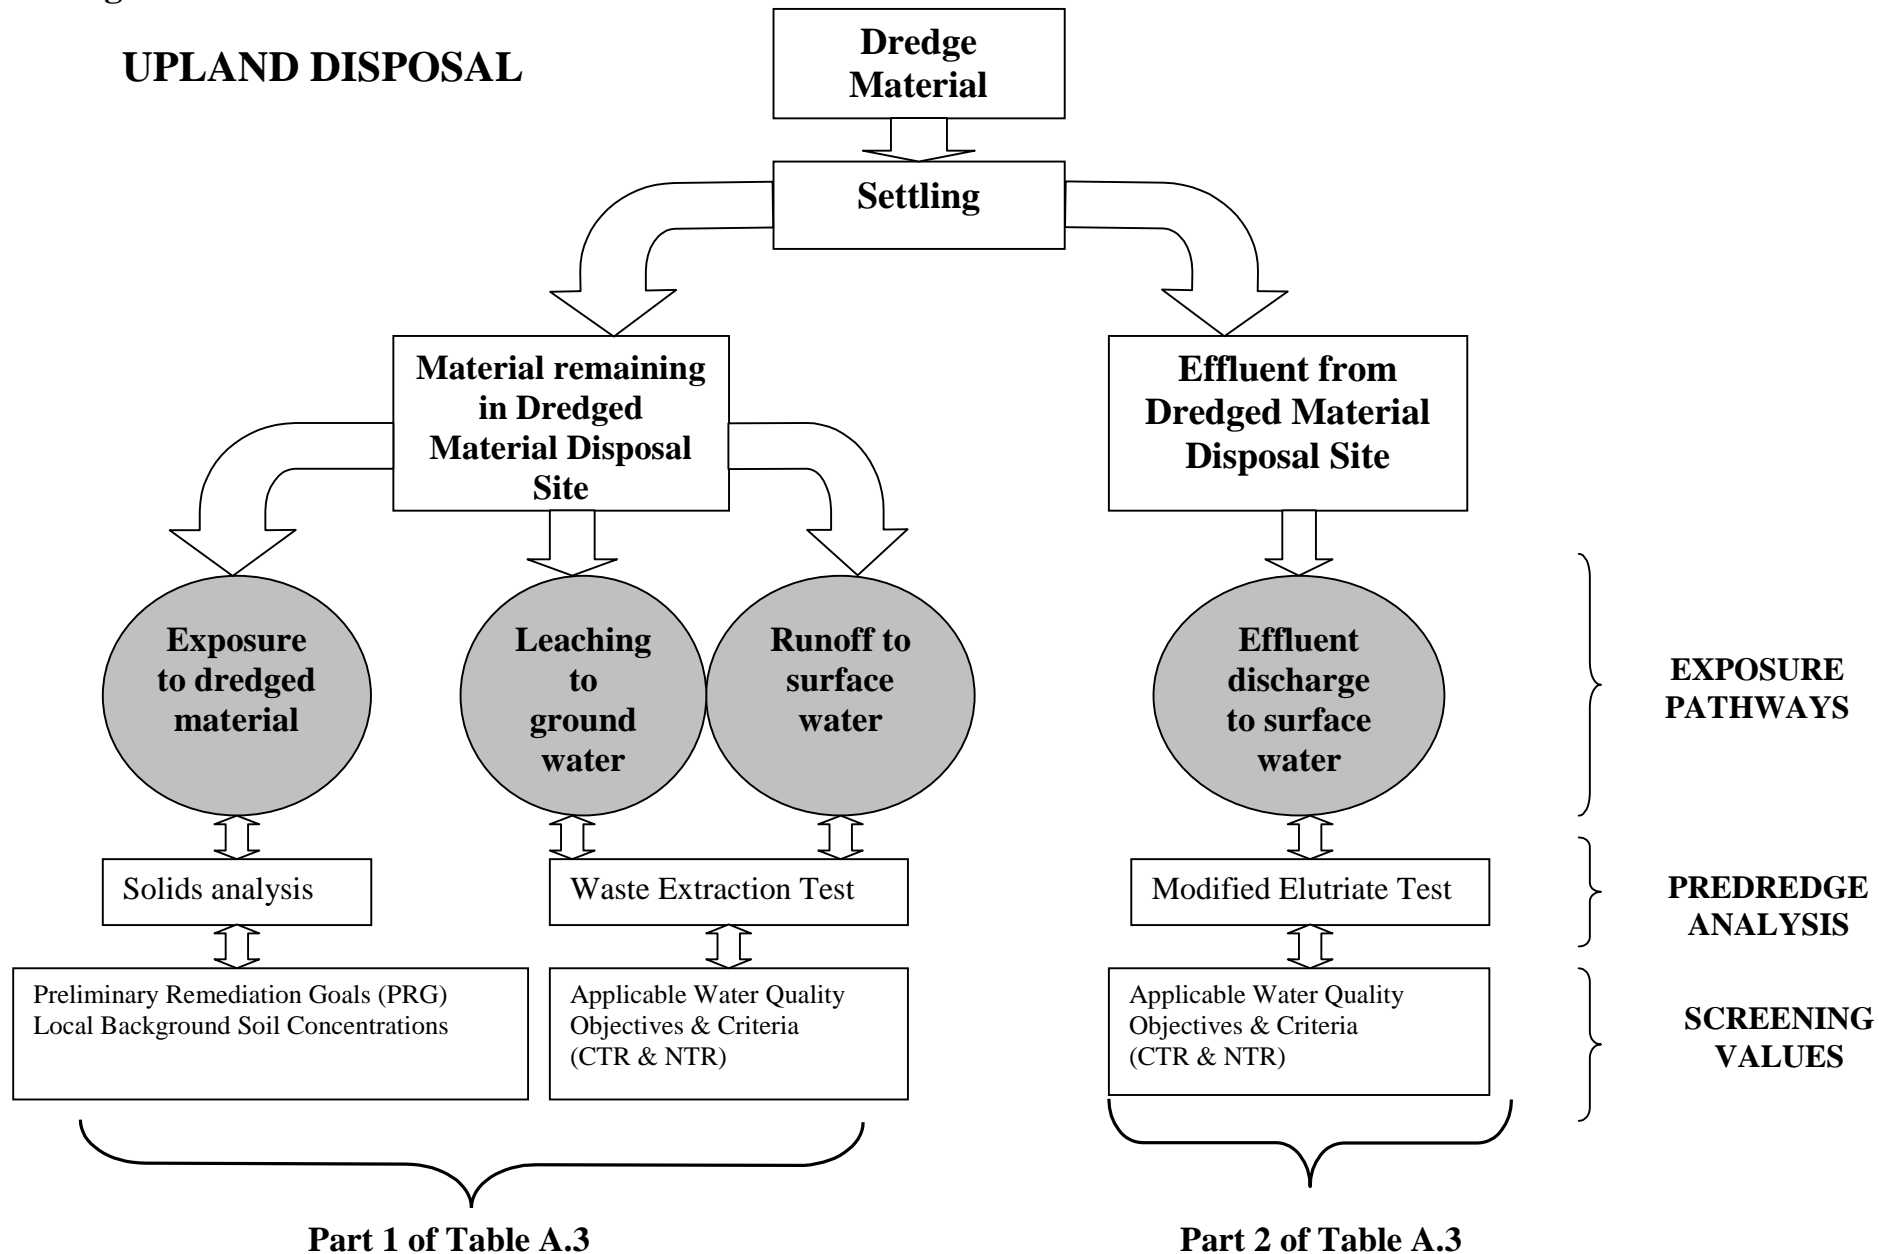 UPLAND DISPOSAL
Dredge
Material
Settling
Material remaining
in Dredged
Material Disposal
Site
Effluent from
Dredged Material
Disposal Site
Exposure
to dredged
material
Leaching
to
ground
water
Runoff to
surface
water
Effluent
discharge
to surface
water
EXPOSURE
PATHWAYS
Solids analysis
Waste Extraction Test
Modified Elutriate Test
PREDREDGE
ANALYSIS
Preliminary Remediation Goals (PRG)
Local Background Soil Concentrations
Applicable Water Quality
Objectives & Criteria
(CTR & NTR)
Applicable Water Quality
Objectives & Criteria
(CTR & NTR)
SCREENING
VALUES
Part 1 of Table A.3
Part 2 of Table A.3